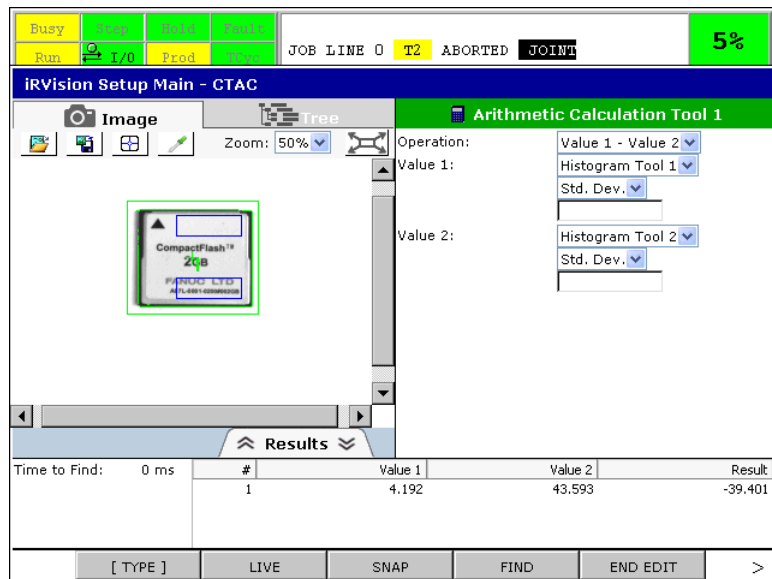 Busy Step Hold Fault
Run I/O Prod TCyc
JOB LINE 0 T2 ABORTED JOINT
5%
iRVision Setup Main - CTAC
Image Tree
Arithmetic Calculation Tool 1
Zoom: 50%
Operation: Value 1 - Value 2
Value 1: Histogram Tool 1
Std. Dev.
Value 2: Histogram Tool 2
Std. Dev.
CompactFlash™
2GB
FANUC LTD
Results
Time to Find: 0 ms
# Value 1 Value 2 Result
1 4.192 43.593 -39.401
[ TYPE ] LIVE SNAP FIND END EDIT >